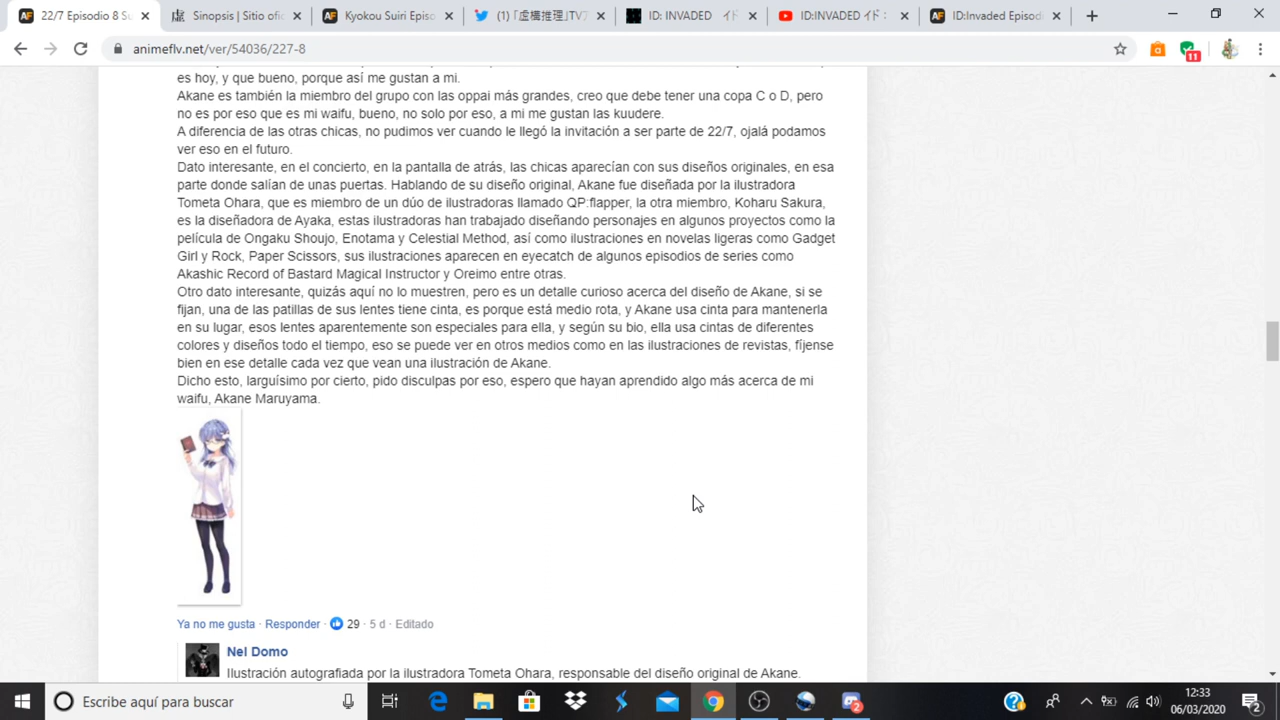 22/7 Episodio 8 Su
Sinopsis | Sitio ofic
Kyokou Suiri Episo
(1)「虚構推理」TVア
ID: INVADED イド
ID:INVADED イド:
ID:Invaded Episodi
animeflv.net/ver/54036/227-8
11
es hoy, y que bueno, porque así me gustan a mi.
Akane es también la miembro del grupo con las oppai más grandes, creo que debe tener una copa C o D, pero
no es por eso que es mi waifu, bueno, no solo por eso, a mi me gustan las kuudere.
A diferencia de las otras chicas, no pudimos ver cuando le llegó la invitación a ser parte de 22/7, ojalá podamos
ver eso en el futuro.
Dato interesante, en el concierto, en la pantalla de atrás, las chicas aparecían con sus diseños originales, en esa
parte donde salían de unas puertas. Hablando de su diseño original, Akane fue diseñada por la ilustradora
Tometa Ohara, que es miembro de un dúo de ilustradoras llamado QP:flapper, la otra miembro, Koharu Sakura,
es la diseñadora de Ayaka, estas ilustradoras han trabajado diseñando personajes en algunos proyectos como la
película de Ongaku Shoujo, Enotama y Celestial Method, así como ilustraciones en novelas ligeras como Gadget
Girl y Rock, Paper Scissors, sus ilustraciones aparecen en eyecatch de algunos episodios de series como
Akashic Record of Bastard Magical Instructor y Oreimo entre otras.
Otro dato interesante, quizás aquí no lo muestren, pero es un detalle curioso acerca del diseño de Akane, si se
fijan, una de las patillas de sus lentes tiene cinta, es porque está medio rota, y Akane usa cinta para mantenerla
en su lugar, esos lentes aparentemente son especiales para ella, y según su bio, ella usa cintas de diferentes
colores y diseños todo el tiempo, eso se puede ver en otros medios como en las ilustraciones de revistas, fíjense
bien en ese detalle cada vez que vean una ilustración de Akane.
Dicho esto, larguísimo por cierto, pido disculpas por eso, espero que hayan aprendido algo más acerca de mi
waifu, Akane Maruyama.
Ya no me gusta · Responder · 29 · 5 d · Editado
Nel Domo
Ilustración autografiada por la ilustradora Tometa Ohara, responsable del diseño original de Akane.
Escribe aquí para buscar
2
12:33
06/03/2020
2